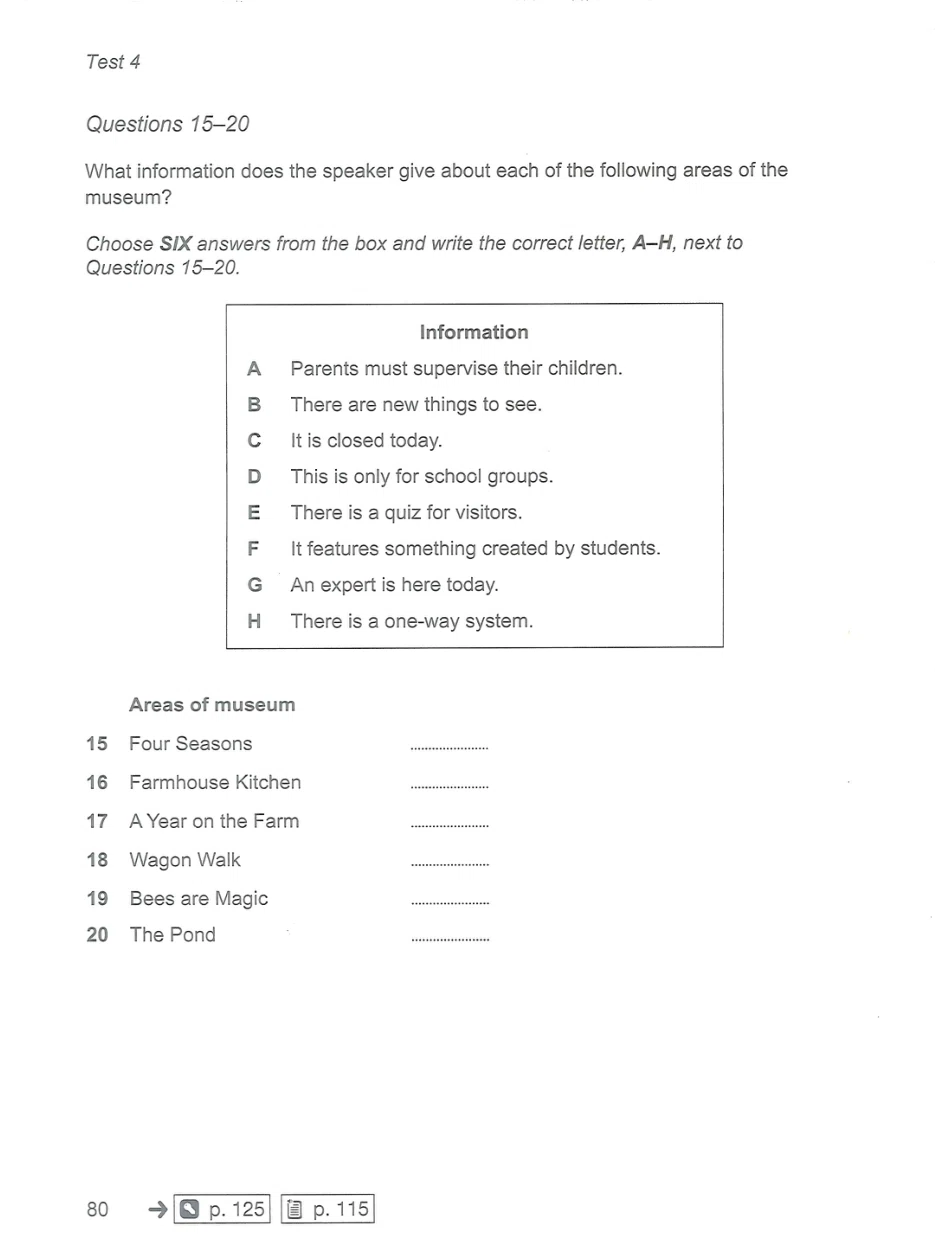 Test 4
Questions 15–20
What information does the speaker give about each of the following areas of the
museum?
Choose SIX answers from the box and write the correct letter, A–H, next to
Questions 15–20.
Information
A Parents must supervise their children.
B There are new things to see.
C It is closed today.
D This is only for school groups.
E There is a quiz for visitors.
F It features something created by students.
G An expert is here today.
H There is a one-way system.
Areas of museum
15 Four Seasons ......................
16 Farmhouse Kitchen ......................
17 A Year on the Farm ......................
18 Wagon Walk ......................
19 Bees are Magic ......................
20 The Pond ......................
80 → p. 125 p. 115